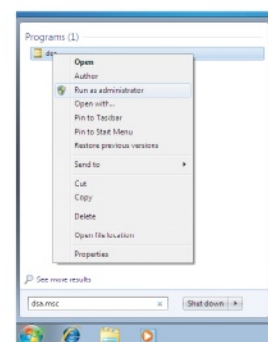 Programs (1)
dsa
Open
Author
Run as administrator
Open with...
Pin to Taskbar
Pin to Start Menu
Restore previous versions
Send to
Cut
Copy
Delete
Open file location
Properties
See more results
dsa.msc
Shut down